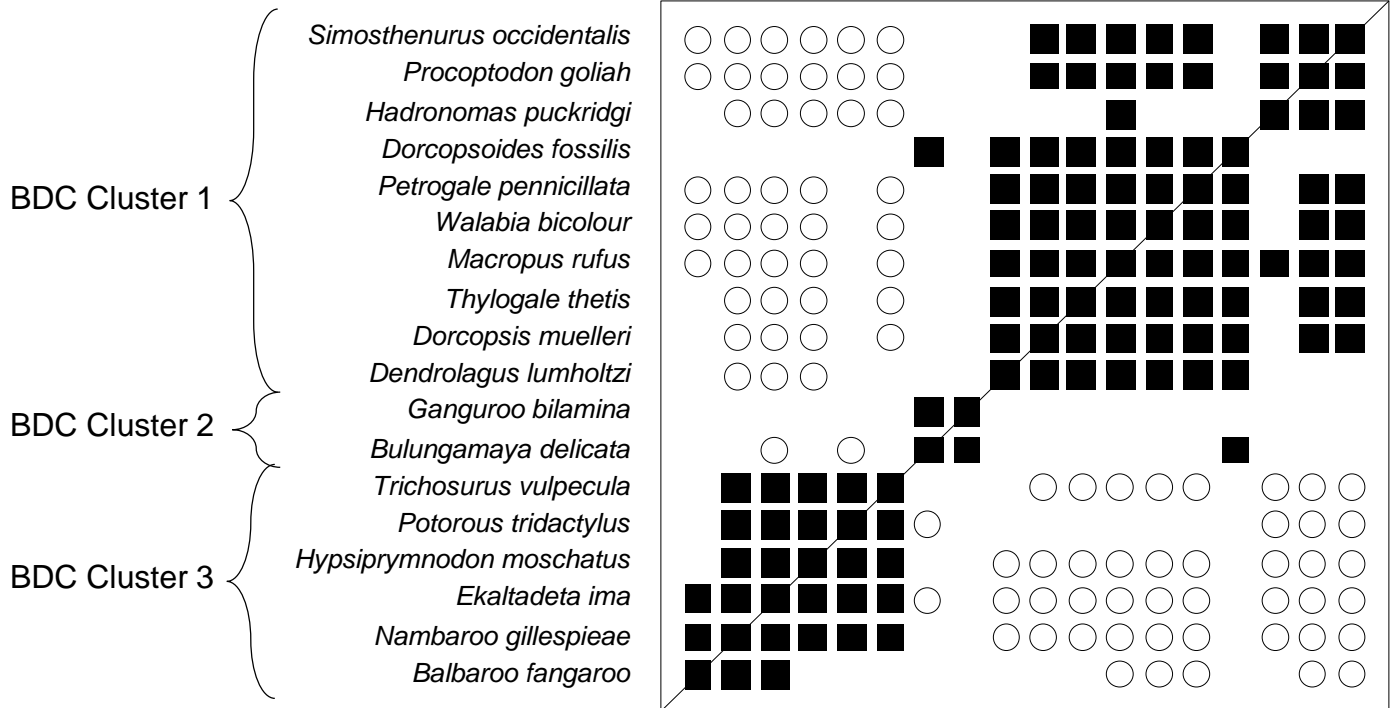 Simosthenurus occidentalis
Procoptodon goliah
Hadronomas puckridgi
Dorcopsoides fossilis
BDC Cluster 1
Petrogale pennicillata
Walabia bicolour
Macropus rufus
Thylogale thetis
Dorcopsis muelleri
Dendrolagus lumholtzi
BDC Cluster 2
Ganguroo bilamina
Bulungamaya delicata
Trichosurus vulpecula
Potorous tridactylus
BDC Cluster 3
Hypsiprymnodon moschatus
Ekaltadeta ima
Nambaroo gillespieae
Balbaroo fangaroo